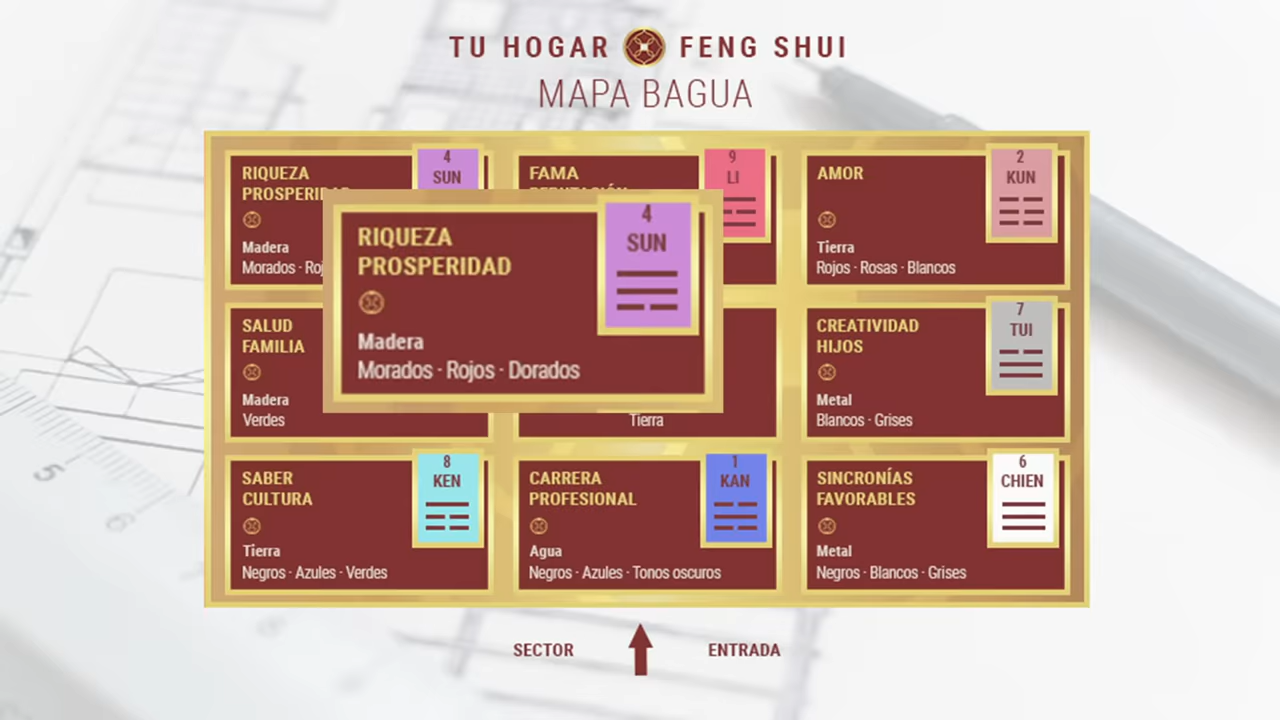 TU HOGAR FENG SHUI
MAPA BAGUA
RIQUEZA
4
SUN
Madera
FAMA
9
LI
AMOR
2
KUN
Tierra
Rojos · Rosas · Blancos
RIQUEZA
PROSPERIDAD
4
SUN
Madera
Morados · Rojos · Dorados
SALUD
FAMILIA
Madera
Verdes
Tierra
CREATIVIDAD
HIJOS
7
TUI
Metal
Blancos · Grises
SABER
CULTURA
8
KEN
Tierra
Negros · Azules · Verdes
CARRERA
PROFESIONAL
1
KAN
Agua
Negros · Azules · Tonos oscuros
SINCRONÍAS
FAVORABLES
6
CHIEN
Metal
Negros · Blancos · Grises
SECTOR ENTRADA